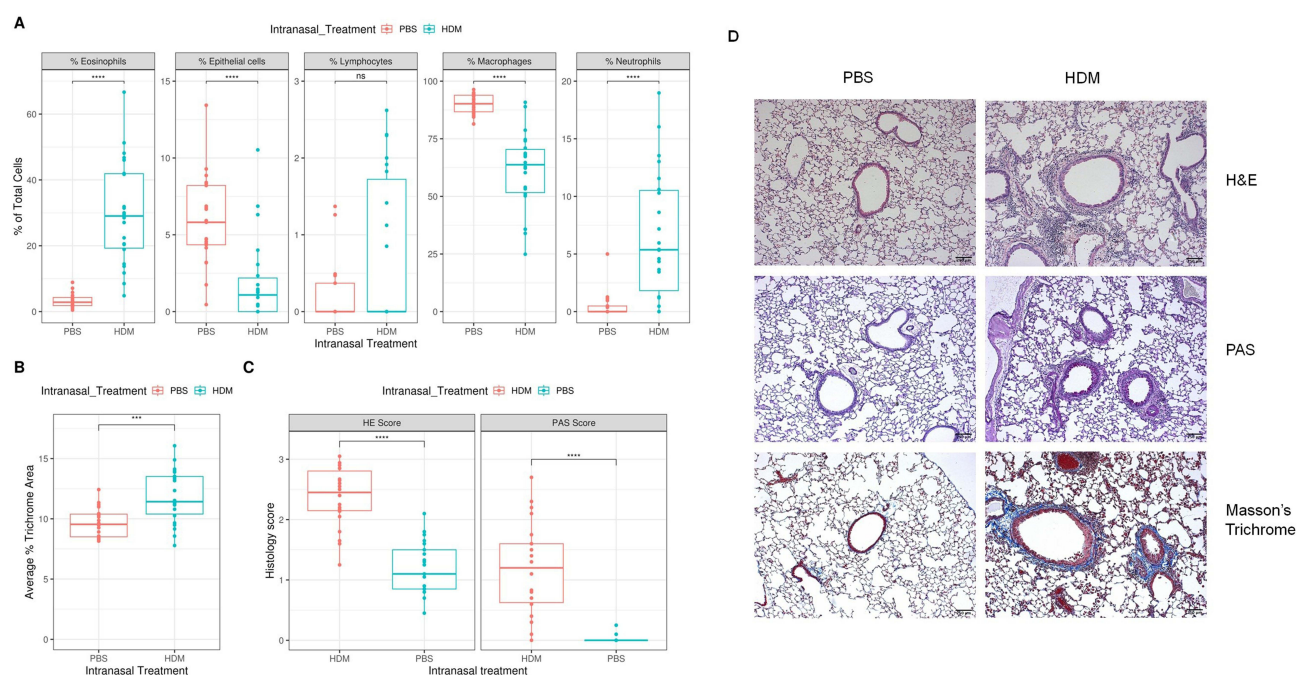 A
Intranasal_Treatment PBS HDM
% Eosinophils % Epithelial cells % Lymphocytes % Macrophages % Neutrophils
**** **** ns **** ****
% of Total Cells
60
40
20
0
15
10
5
0
3
2
1
0
100
75
50
25
0
20
15
10
5
0
PBS HDM PBS HDM PBS HDM PBS HDM PBS HDM
Intranasal Treatment
B
Intranasal_Treatment PBS HDM
***
Average % Trichrome Area
15
10
5
0
PBS HDM
Intranasal Treatment
C
Intranasal_Treatment HDM PBS
HE Score PAS Score
**** ****
Histology score
3
2
1
0
HDM PBS HDM PBS
Intranasal treatment
D
PBS HDM
H&E
PAS
Masson's
Trichrome